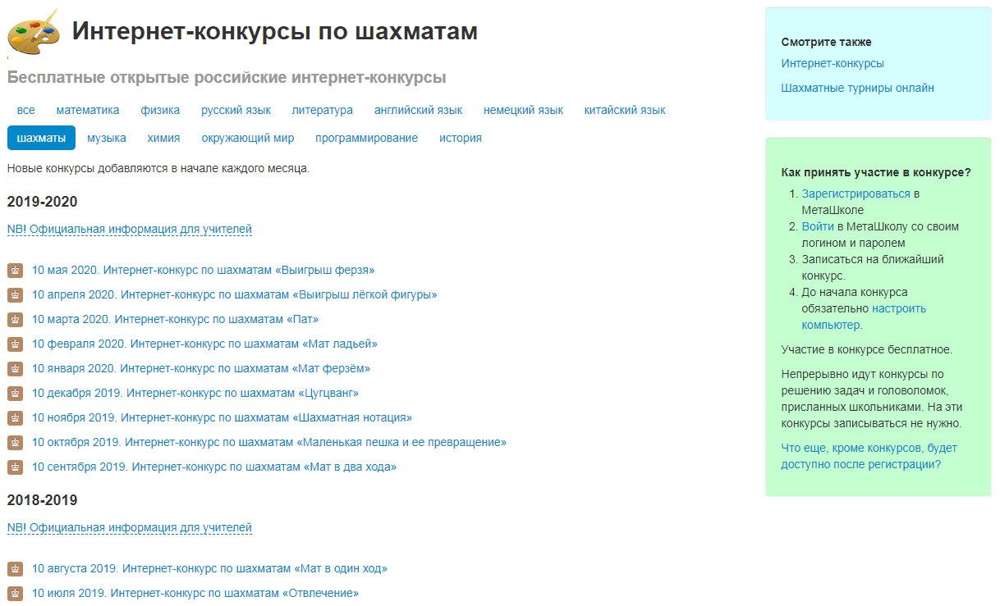 Интернет-конкурсы по шахматам
Бесплатные открытые российские интернет-конкурсы
все математика физика русский язык литература английский язык немецкий язык китайский язык
шахматы музыка химия окружающий мир программирование история
Новые конкурсы добавляются в начале каждого месяца.
2019-2020
NB! Официальная информация для учителей
10 мая 2020. Интернет-конкурс по шахматам «Выигрыш ферзя»
10 апреля 2020. Интернет-конкурс по шахматам «Выигрыш лёгкой фигуры»
10 марта 2020. Интернет-конкурс по шахматам «Пат»
10 февраля 2020. Интернет-конкурс по шахматам «Мат ладьей»
10 января 2020. Интернет-конкурс по шахматам «Мат ферзём»
10 декабря 2019. Интернет-конкурс по шахматам «Цугцванг»
10 ноября 2019. Интернет-конкурс по шахматам «Шахматная нотация»
10 октября 2019. Интернет-конкурс по шахматам «Маленькая пешка и ее превращение»
10 сентября 2019. Интернет-конкурс по шахматам «Мат в два хода»
2018-2019
NB! Официальная информация для учителей
10 августа 2019. Интернет-конкурс по шахматам «Мат в один ход»
10 июля 2019. Интернет-конкурс по шахматам «Отвлечение»
Смотрите также
Интернет-конкурсы
Шахматные турниры онлайн
Как принять участие в конкурсе?
1. Зарегистрироваться в
МетаШколе
2. Войти в МетаШколу со своим
логином и паролем
3. Записаться на ближайший
конкурс.
4. До начала конкурса
обязательно настроить
компьютер.
Участие в конкурсе бесплатное.
Непрерывно идут конкурсы по
решению задач и головоломок,
присланных школьниками. На эти
конкурсы записываться не нужно.
Что еще, кроме конкурсов, будет
доступно после регистрации?